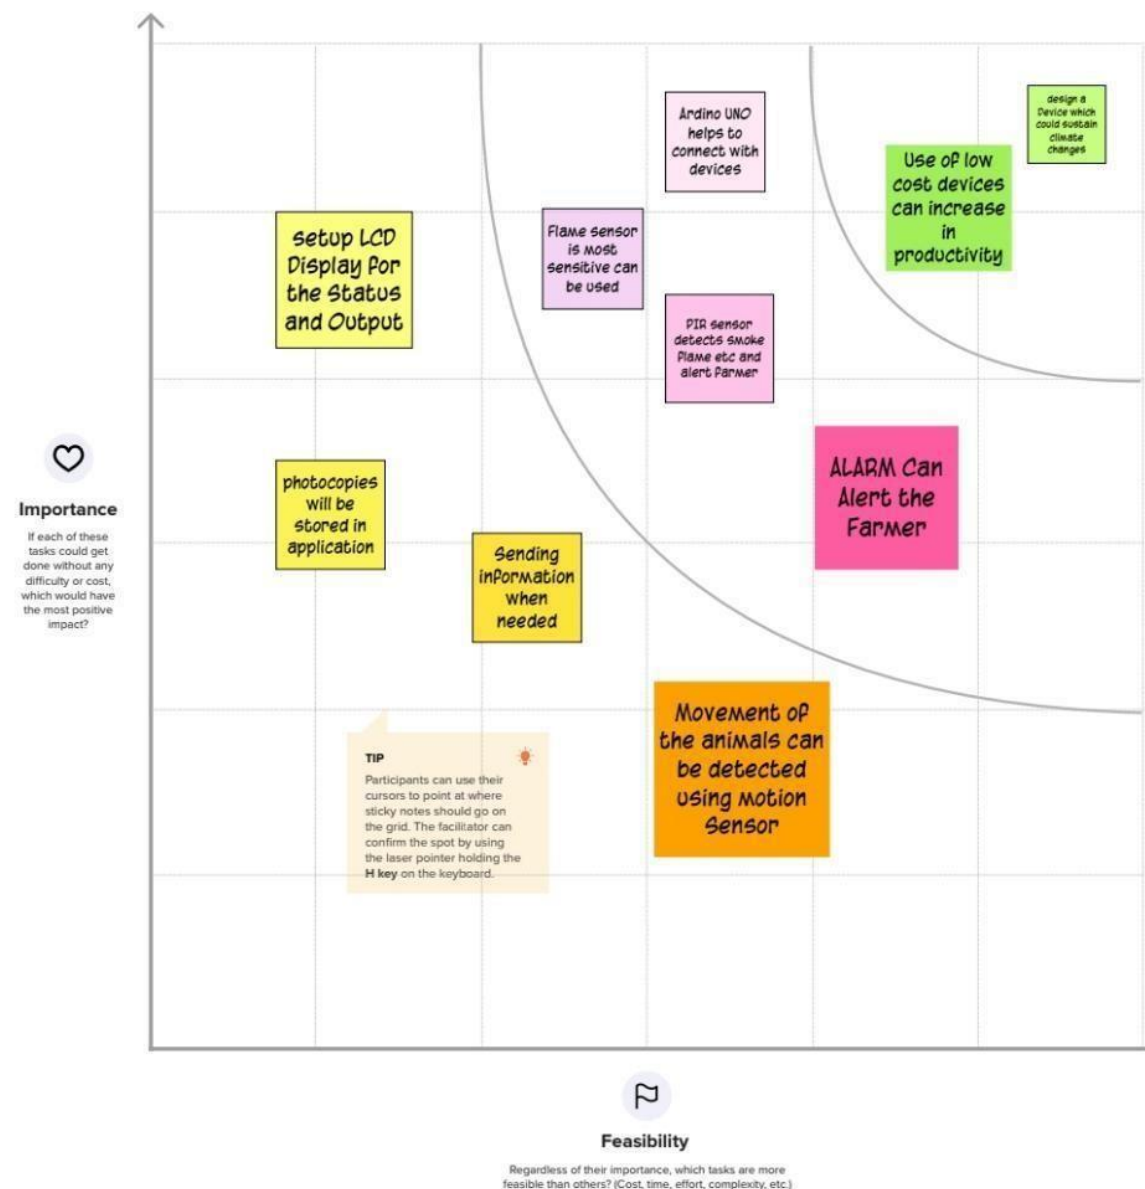 design a
Device which
could sustain
climate
changes
Ardino UNO
helps to
connect with
devices
Use of low
cost devices
can increase
in
productivity
Flame sensor
is most
sensitive can
be used
setup LCD
Display for
the Status
and Output
PIR sensor
detects smoke
flame etc and
alert farmer
ALARM Can
Alert the
Farmer
photocopies
will be
stored in
application
Importance
If each of these
tasks could get
done without any
difficulty or cost,
which would have
the most positive
impact?
Sending
information
when
needed
Movement of
the animals can
be detected
using motion
Sensor
TIP
Participants can use their
cursors to point at where
sticky notes should go on
the grid. The facilitator can
confirm the spot by using
the laser pointer holding the
H key on the keyboard.
Feasibility
Regardless of their importance, which tasks are more
feasible than others? (Cost, time, effort, complexity, etc.)